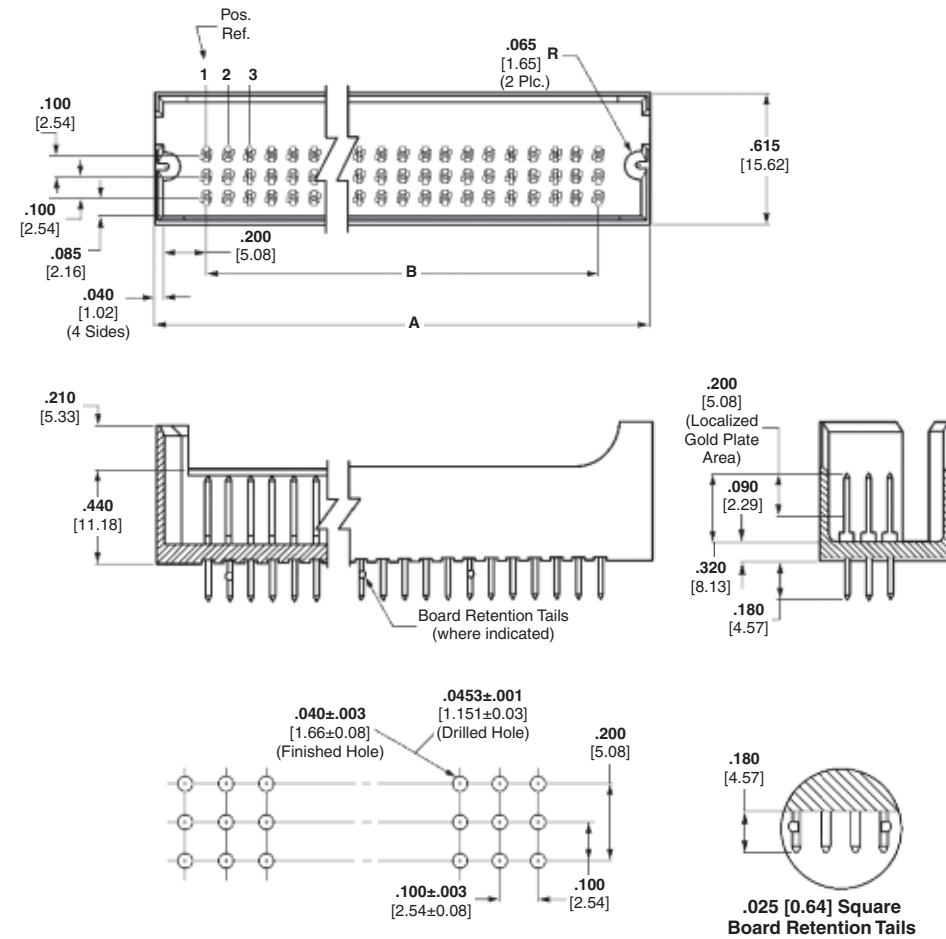 Pos.
Ref.
1 2 3
.065
[1.65]
(2 Plc.)
R
.100
[2.54]
.615
[15.62]
.100
[2.54]
.085
[2.16]
.200
[5.08]
B
.040
[1.02]
(4 Sides)
A
.210
[5.33]
.440
[11.18]
Board Retention Tails
(where indicated)
.200
[5.08]
(Localized
Gold Plate
Area)
.090
[2.29]
.320
[8.13]
.180
[4.57]
.040±.003
[1.66±0.08]
(Finished Hole)
.0453±.001
[1.151±0.03]
(Drilled Hole)
.200
[5.08]
.100±.003
[2.54±0.08]
.100
[2.54]
.180
[4.57]
.025 [0.64] Square
Board Retention Tails